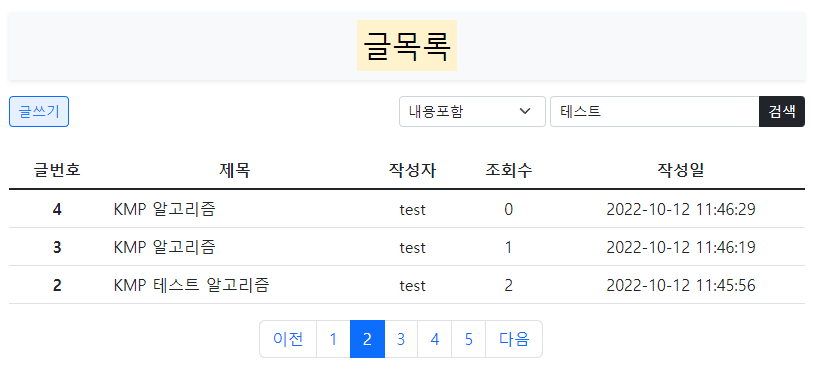 글목록
글쓰기 내용포함 테스트 검색
글번호 제목 작성자 조회수 작성일
4 KMP 알고리즘 test 0 2022-10-12 11:46:29
3 KMP 알고리즘 test 1 2022-10-12 11:46:19
2 KMP 테스트 알고리즘 test 2 2022-10-12 11:45:56
이전 1 2 3 4 5 다음